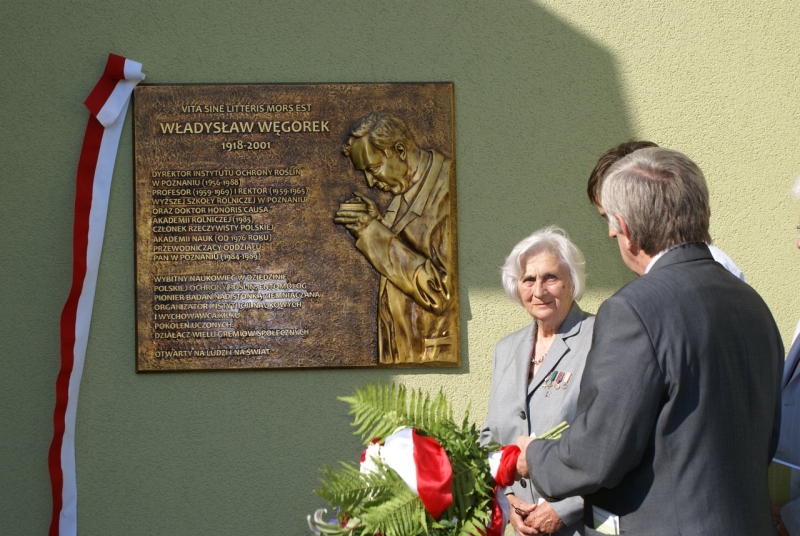 VITA SINE LITTERIS MORS EST
WŁADYSŁAW WĘGOREK
1918-2001
DYREKTOR INSTYTUTU OCHRONY ROŚLIN
W POZNANIU (1956-1988)
PROFESOR (1959-1969) I REKTOR (1959-1965)
WYŻSZEJ SZKOŁY ROLNICZEJ W POZNANIU
ORAZ DOKTOR HONORIS CAUSA
AKADEMII ROLNICZEJ (1985)
CZŁONEK RZECZYWISTY POLSKIEJ
AKADEMII NAUK (OD 1976 ROKU)
PRZEWODNICZĄCY ODDZIAŁU
PAN W POZNANIU (1984-1989)
WYBITNY NAUKOWIEC W DZIEDZINIE
POLSKIEJ OCHRONY ROŚLIN, ENTOMOLOG
PIONIER BADAŃ NAD STONKĄ ZIEMNIACZANĄ
ORGANIZATOR INSTYTUCJI NAUKOWYCH
I WYCHOWAWCA KILKU
POKOLEŃ UCZONYCH,
DZIAŁACZ WIELU GREMIÓW SPOŁECZNYCH
OTWARTY NA LUDZI I NA ŚWIAT